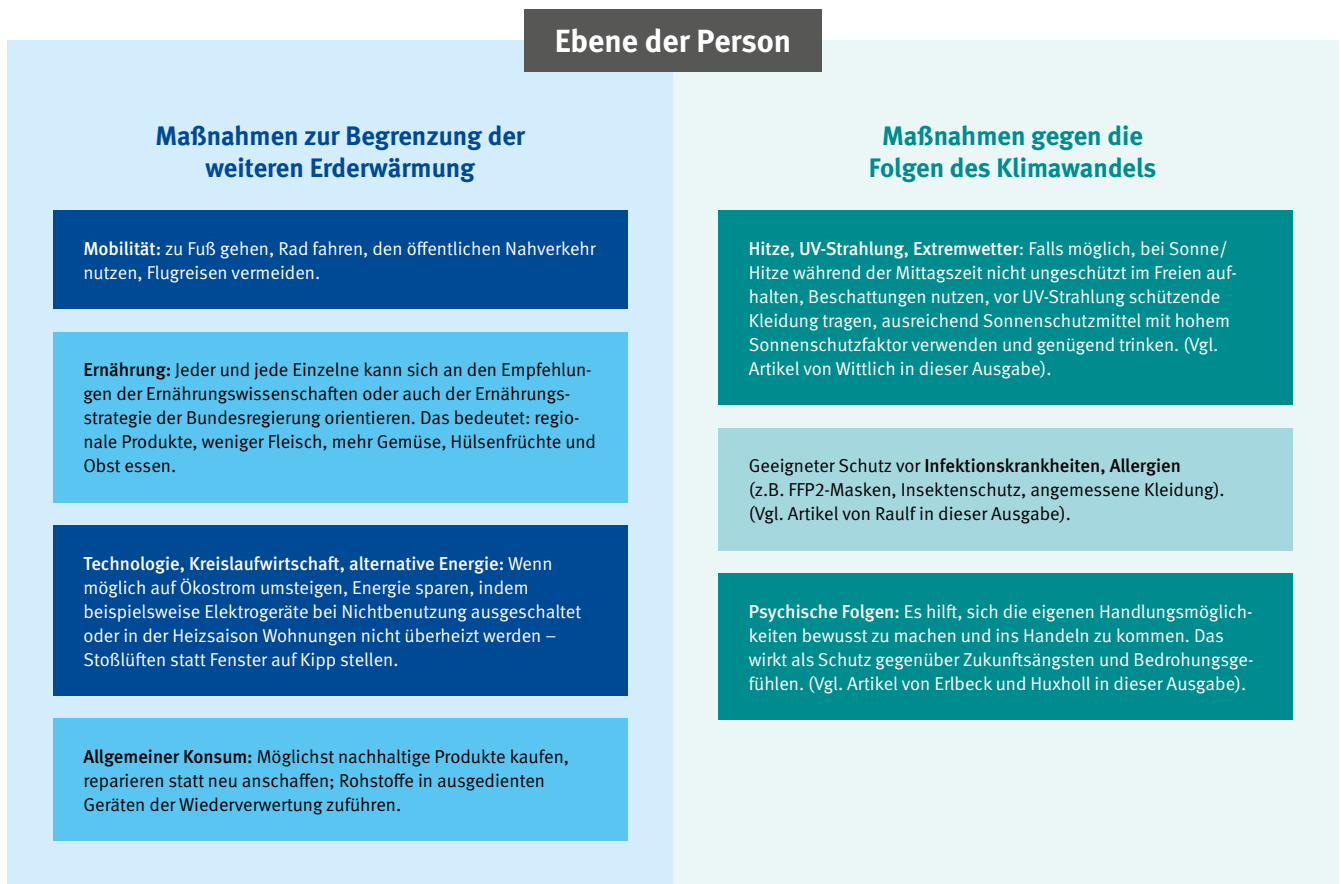 Ebene der Person
Maßnahmen zur Begrenzung der
weiteren Erderwärmung
Mobilität: zu Fuß gehen, Rad fahren, den öffentlichen Nahverkehr
nutzen, Flugreisen vermeiden.
Ernährung: Jeder und jede Einzelne kann sich an den Empfehlun-
gen der Ernährungswissenschaften oder auch der Ernährungs-
strategie der Bundesregierung orientieren. Das bedeutet: regio-
nale Produkte, weniger Fleisch, mehr Gemüse, Hülsenfrüchte und
Obst essen.
Technologie, Kreislaufwirtschaft, alternative Energie: Wenn
möglich auf Ökostrom umsteigen, Energie sparen, indem
beispielsweise Elektrogeräte bei Nichtbenutzung ausgeschaltet
oder in der Heizsaison Wohnungen nicht überheizt werden –
Stoßlüften statt Fenster auf Kipp stellen.
Allgemeiner Konsum: Möglichst nachhaltige Produkte kaufen,
reparieren statt neu anschaffen; Rohstoffe in ausgedienten
Geräten der Wiederverwertung zuführen.
Maßnahmen gegen die
Folgen des Klimawandels
Hitze, UV-Strahlung, Extremwetter: Falls möglich, bei Sonne/
Hitze während der Mittagszeit nicht ungeschützt im Freien auf-
halten, Beschattungen nutzen, vor UV-Strahlung schützende
Kleidung tragen, ausreichend Sonnenschutzmittel mit hohem
Sonnenschutzfaktor verwenden und genügend trinken. (Vgl.
Artikel von Wittlich in dieser Ausgabe).
Geeigneter Schutz vor Infektionskrankheiten, Allergien
(z.B. FFP2-Masken, Insektenschutz, angemessene Kleidung).
(Vgl. Artikel von Raulf in dieser Ausgabe).
Psychische Folgen: Es hilft, sich die eigenen Handlungsmöglich-
keiten bewusst zu machen und ins Handeln zu kommen. Das
wirkt als Schutz gegenüber Zukunftsängsten und Bedrohungsge-
fühlen. (Vgl. Artikel von Erlbeck und Huxholl in dieser Ausgabe).